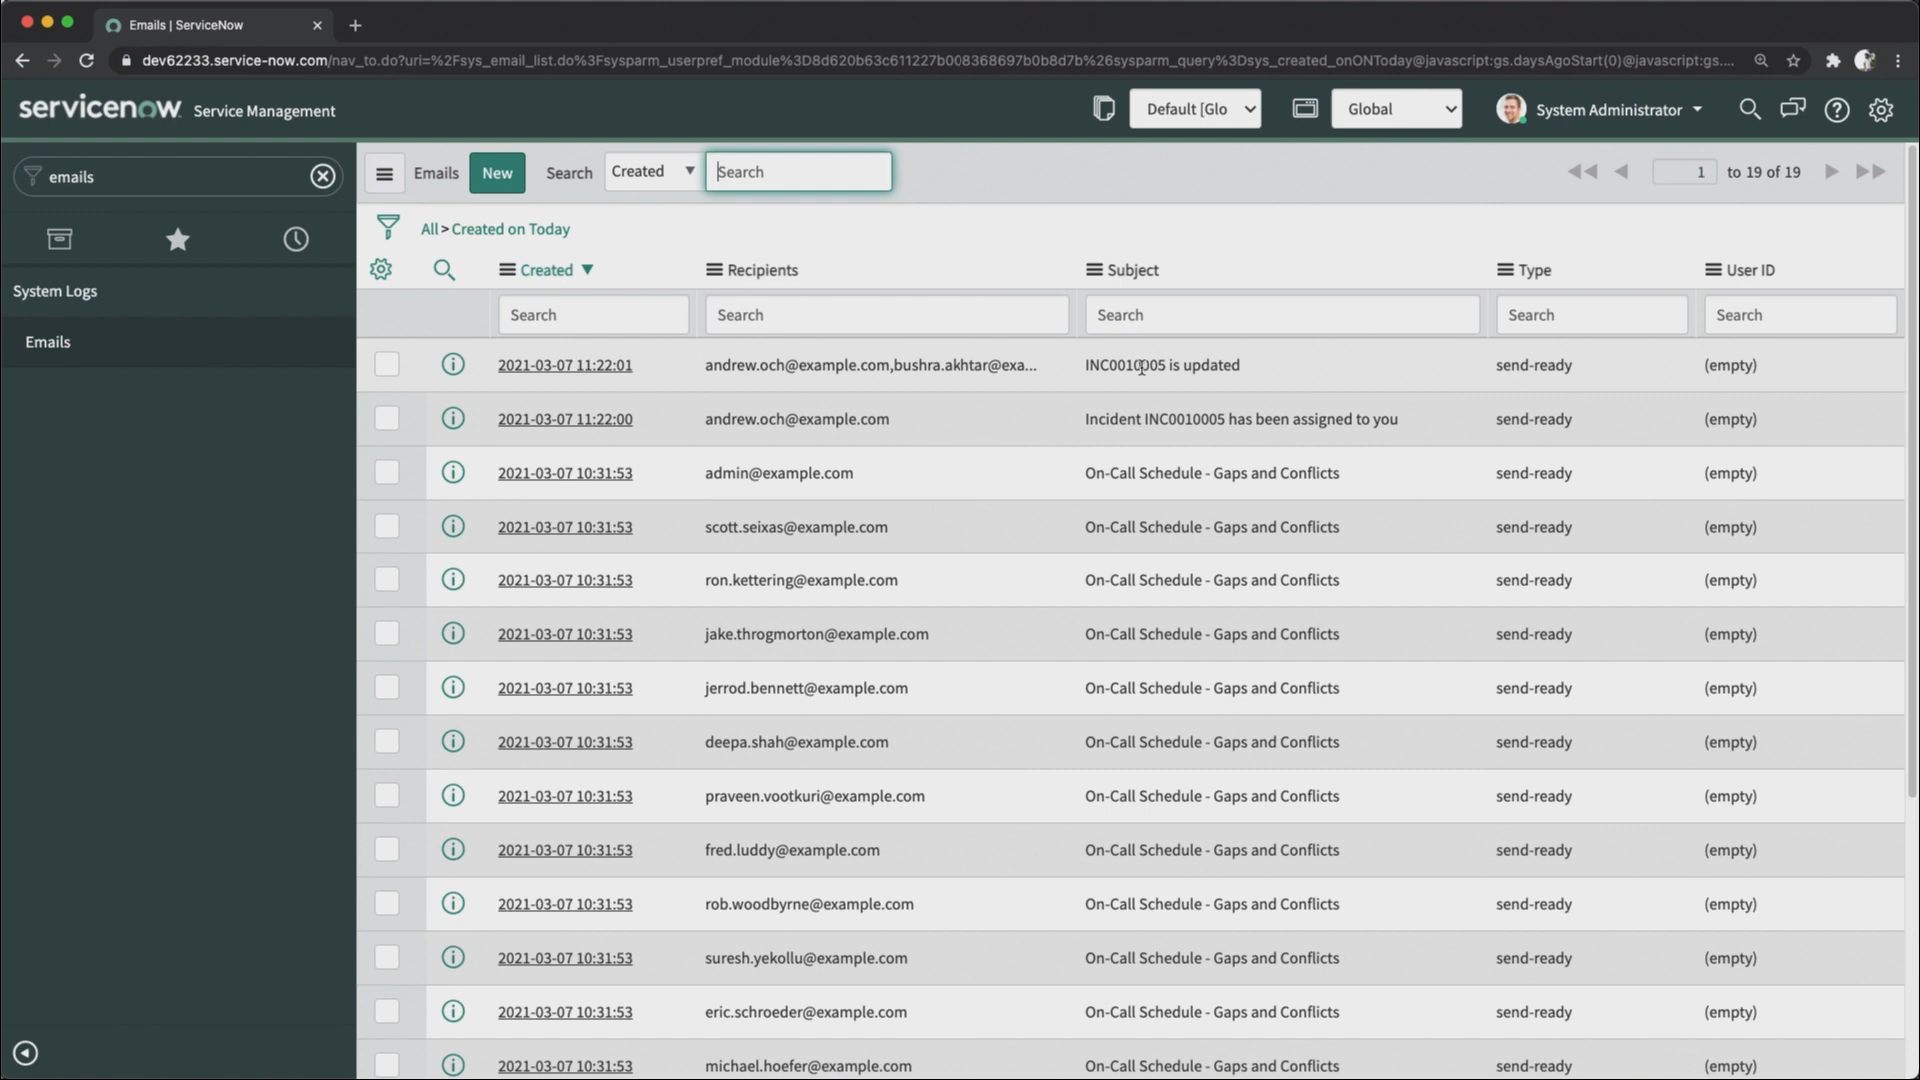 Emails | ServiceNow
dev62233.service-now.com/nav_to.do?uri=%2Fsys_email_list.do%3Fsysparm_userpref_module%3D8d620b63c611227b008368697b0b8d7b%26sysparm_query%3Dsys_created_onONToday@javascript:gs.daysAgoStart(0)@javascript:gs....
servicenow Service Management
Default [Glo
Global
System Administrator
emails
Emails New Search Created Search
1 to 19 of 19
All > Created on Today
Created Recipients Subject Type User ID
Search Search Search Search Search
System Logs
Emails
2021-03-07 11:22:01 andrew.och@example.com,bushra.akhtar@exa... INC0010005 is updated send-ready (empty)
2021-03-07 11:22:00 andrew.och@example.com Incident INC0010005 has been assigned to you send-ready (empty)
2021-03-07 10:31:53 admin@example.com On-Call Schedule - Gaps and Conflicts send-ready (empty)
2021-03-07 10:31:53 scott.seixas@example.com On-Call Schedule - Gaps and Conflicts send-ready (empty)
2021-03-07 10:31:53 ron.kettering@example.com On-Call Schedule - Gaps and Conflicts send-ready (empty)
2021-03-07 10:31:53 jake.throgmorton@example.com On-Call Schedule - Gaps and Conflicts send-ready (empty)
2021-03-07 10:31:53 jerrod.bennett@example.com On-Call Schedule - Gaps and Conflicts send-ready (empty)
2021-03-07 10:31:53 deepa.shah@example.com On-Call Schedule - Gaps and Conflicts send-ready (empty)
2021-03-07 10:31:53 praveen.vootkuri@example.com On-Call Schedule - Gaps and Conflicts send-ready (empty)
2021-03-07 10:31:53 fred.luddy@example.com On-Call Schedule - Gaps and Conflicts send-ready (empty)
2021-03-07 10:31:53 rob.woodbyrne@example.com On-Call Schedule - Gaps and Conflicts send-ready (empty)
2021-03-07 10:31:53 suresh.yekollu@example.com On-Call Schedule - Gaps and Conflicts send-ready (empty)
2021-03-07 10:31:53 eric.schroeder@example.com On-Call Schedule - Gaps and Conflicts send-ready (empty)
2021-03-07 10:31:53 michael.hoefer@example.com On-Call Schedule - Gaps and Conflicts send-ready (empty)